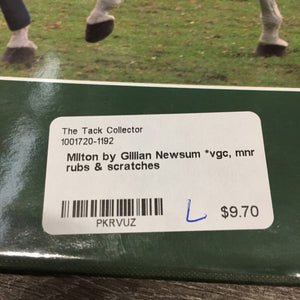 The Tack Collector
1001720-1192
Milton by Gillian Newsum *vgc, mnr
rubs & scratches
PKRVUZ
L $9.70